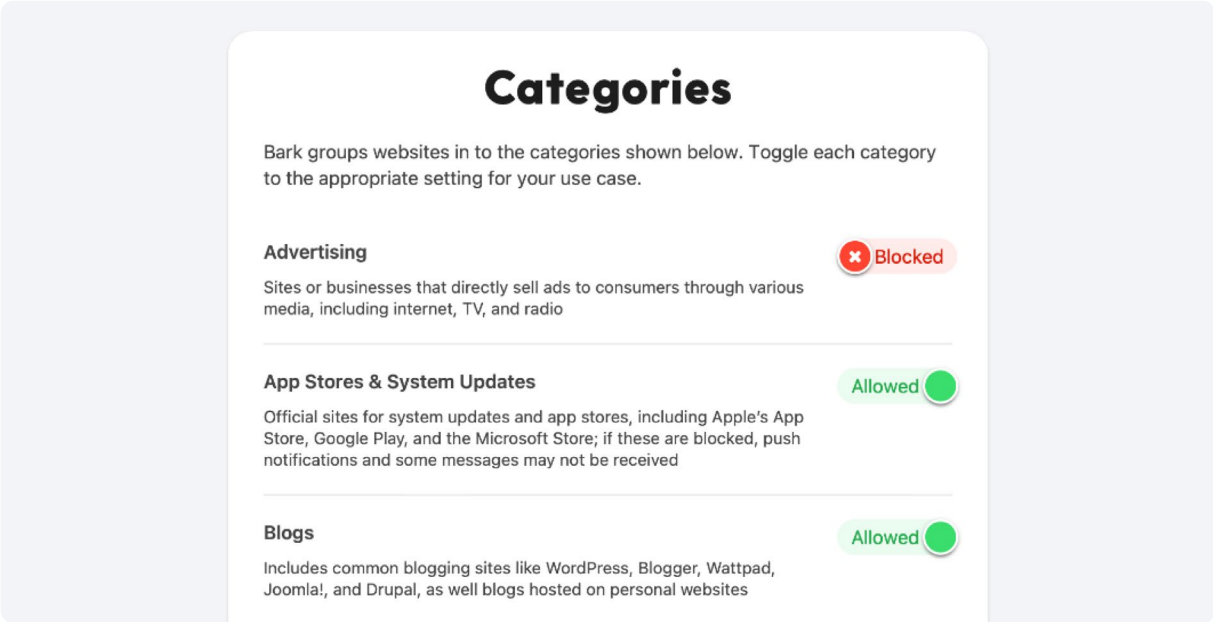 Categories
Bark groups websites in to the categories shown below. Toggle each category
to the appropriate setting for your use case.
Advertising
Blocked
Sites or businesses that directly sell ads to consumers through various
media, including internet, TV, and radio
App Stores & System Updates
Allowed
Official sites for system updates and app stores, including Apple’s App
Store, Google Play, and the Microsoft Store; if these are blocked, push
notifications and some messages may not be received
Blogs
Allowed
Includes common blogging sites like WordPress, Blogger, Wattpad,
Joomla!, and Drupal, as well blogs hosted on personal websites